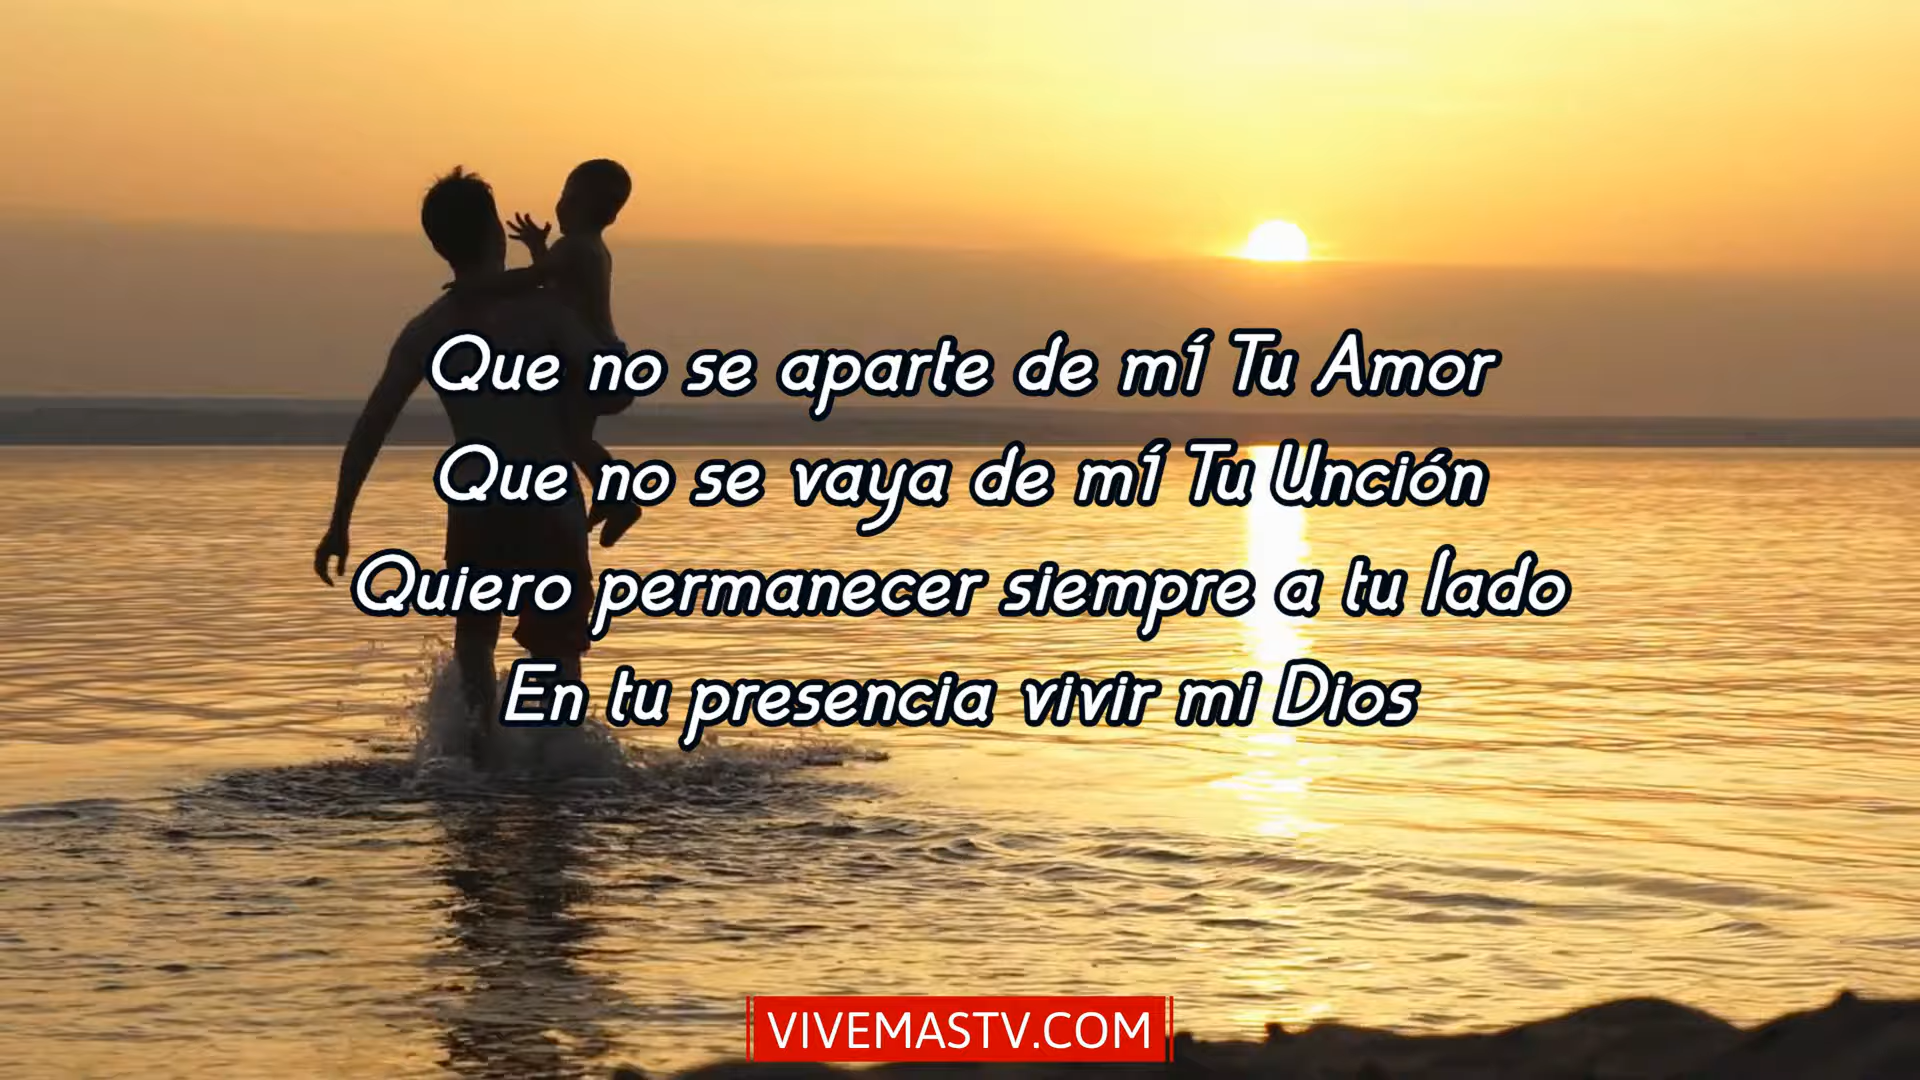 Que no se aparte de mí Tu Amor
Que no se vaya de mí Tu Unción
Quiero permanecer siempre a tu lado
En tu presencia vivir mi Dios
VIVEMASTV.COM